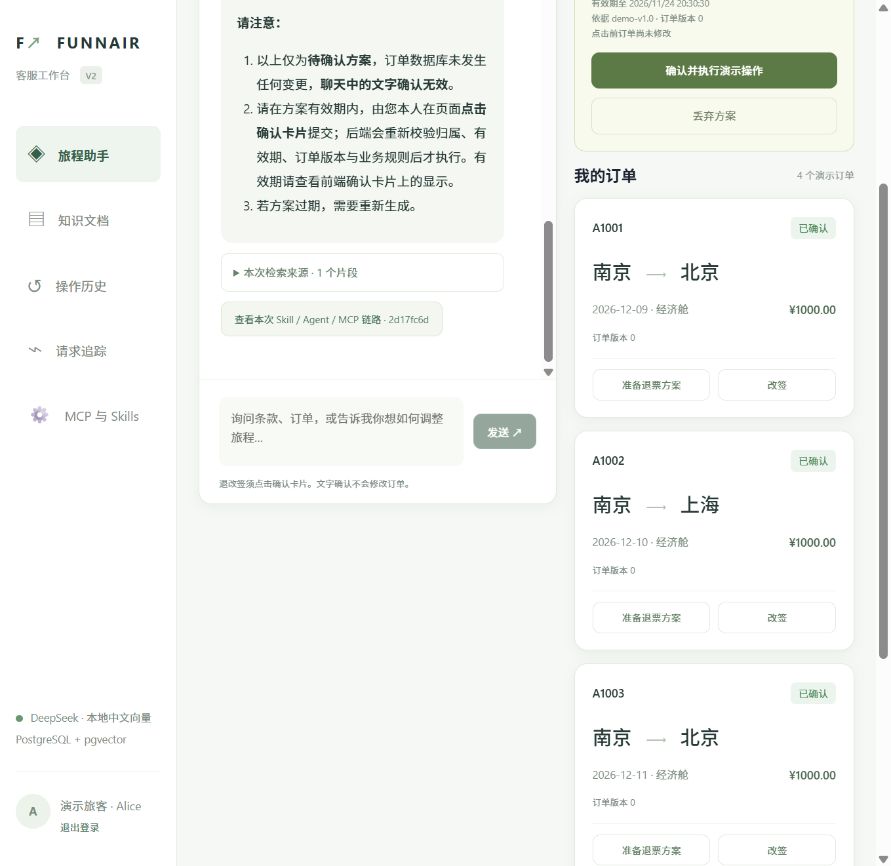 F↗ FUNNAIR
客服工作台 V2
旅程助手
知识文档
操作历史
请求追踪
MCP 与 Skills
DeepSeek · 本地中文向量
PostgreSQL + pgvector
A
演示旅客 · Alice
退出登录
请注意：
1. 以上仅为待确认方案，订单数据库未发生
任何变更，聊天中的文字确认无效。
2. 请在方案有效期内，由您本人在页面点击
确认卡片提交；后端会重新校验归属、有
效期、订单版本与业务规则后才执行。有
效期请查看前端确认卡片上的显示。
3. 若方案过期，需要重新生成。
▶ 本次检索来源 · 1 个片段
查看本次 Skill / Agent / MCP 链路 · 2d17fc6d
询问条款、订单，或告诉我你想如何调整
旅程...
发送 ↗
退改签须点击确认卡片。文字确认不会修改订单。
有效期至 2026/11/24 20:30:30
依据 demo-v1.0 · 订单版本 0
点击前订单尚未修改
确认并执行演示操作
丢弃方案
我的订单
4 个演示订单
A1001
已确认
南京 → 北京
2026-12-09 · 经济舱
¥1000.00
订单版本 0
准备退票方案
改签
A1002
已确认
南京 → 上海
2026-12-10 · 经济舱
¥1000.00
订单版本 0
准备退票方案
改签
A1003
已确认
南京 → 北京
2026-12-11 · 经济舱
¥1000.00
订单版本 0
准备退票方案
改签